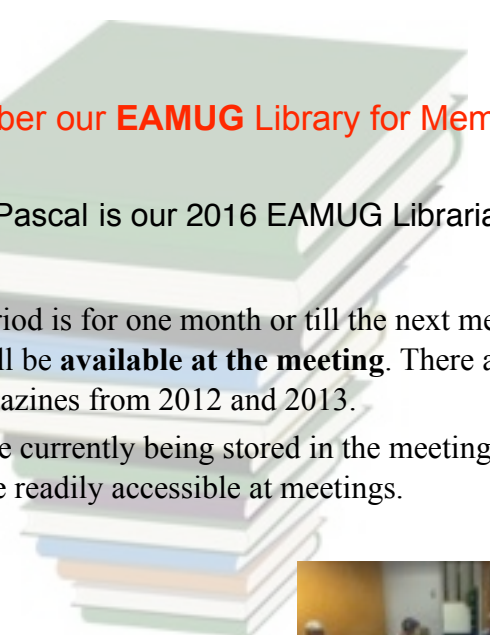 ber our EAMUG Library for Mem
Pascal is our 2016 EAMUG Libraria
riod is for one month or till the next me
ll be available at the meeting. There a
azines from 2012 and 2013.
e currently being stored in the meeting
e readily accessible at meetings.